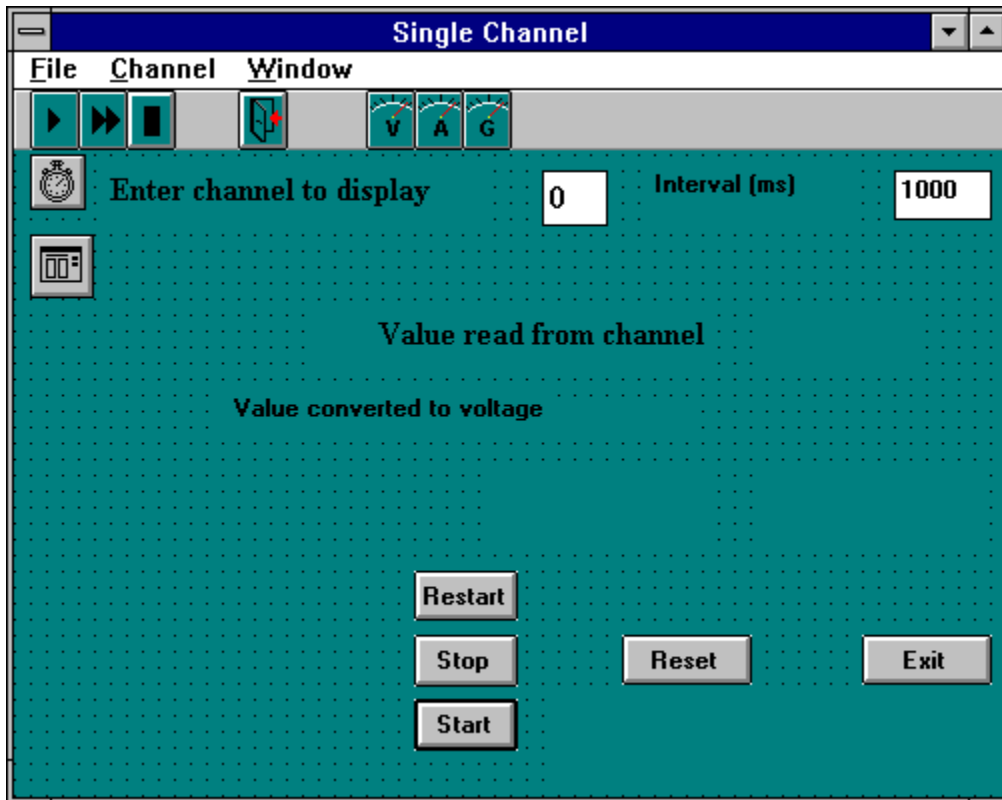 Single Channel
File Channel Window
V A G
Enter channel to display 0 Interval (ms) 1000
Value read from channel
Value converted to voltage
Restart
Stop Reset Exit
Start